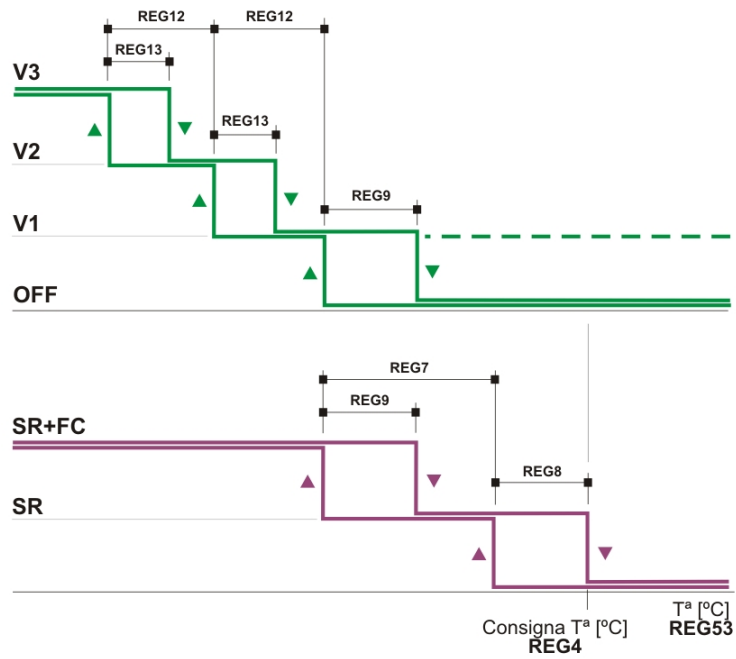 REG12 REG12
REG13
V3
REG13
V2
REG9
V1
OFF
REG7
REG9
SR+FC
REG8
SR
Consigna Tª [ºC]
REG4
Tª [ºC]
REG53